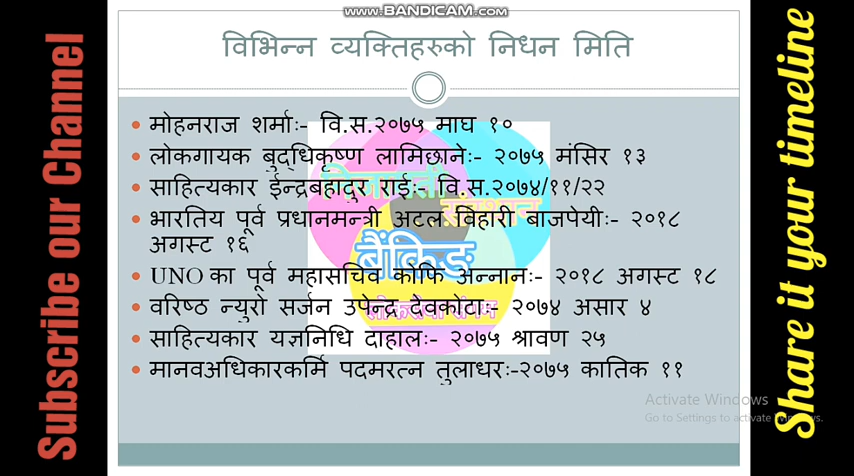 www.BANDICAM.com
विभिन्न व्यक्तिहरुको निधन मिति
मोहनराज शर्माः- वि.स.२०७५ माघ १०
लोकगायक बुद्धिकृष्ण लामिछानेः- २०७५ मंसिर १३
साहित्यकार ईन्द्रबहादुर राईः- वि.स.२०७४/११/२२
भारतिय पूर्व प्रधानमन्त्री अटल विहारी बाजपेयीः- २०१८
अगस्ट १६
UNO का पूर्व महासचिव कोफि अन्नानः- २०१८ अगस्ट १८
वरिष्ठ न्युरो सर्जन उपेन्द्र देवकोटाः- २०७४ असार ४
साहित्यकार यज्ञनिधि दाहालः- २०७५ श्रावण २५
मानवअधिकारकर्मि पदमरत्न तुलाधरः-२०७५ कातिक ११
बैंकिङ
Subscribe our Channel
Share it your timeline
Activate Windows
Go to Settings to activate Windows.